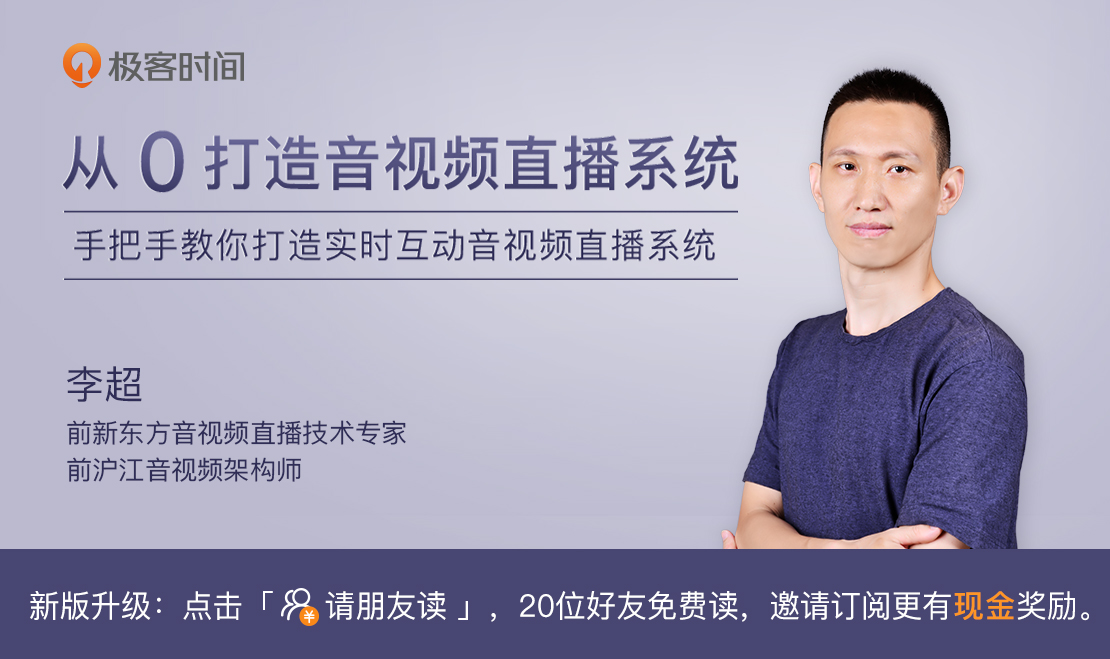 极客时间
从 0 打造音视频直播系统
手把手教你打造实时互动音视频直播系统
李超
前新东方音视频直播技术专家
前沪江音视频架构师
新版升级：点击「 请朋友读 」，20位好友免费读，邀请订阅更有现金奖励。